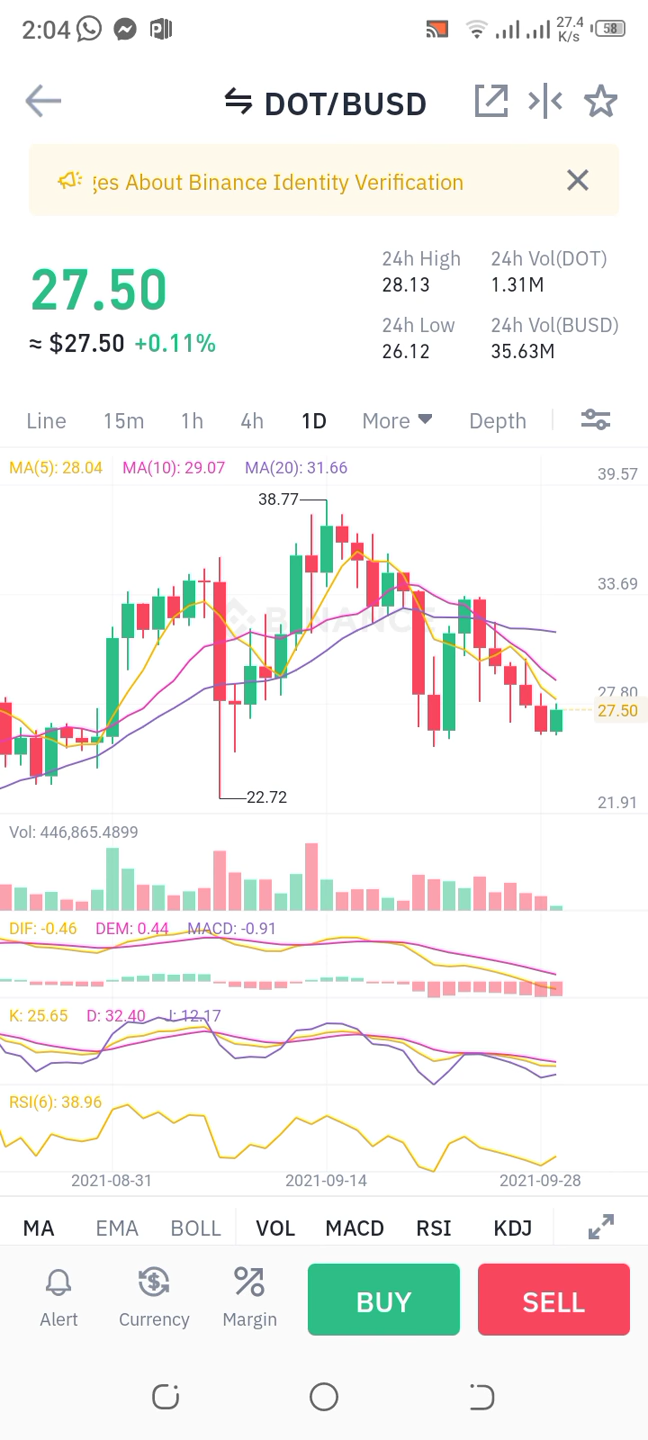 2:04
27.4
K/s
58
DOT/BUSD
ges About Binance Identity Verification
27.50
≈ $27.50 +0.11%
24h High
28.13
24h Vol(DOT)
1.31M
24h Low
26.12
24h Vol(BUSD)
35.63M
Line 15m 1h 4h 1D More Depth
MA(5): 28.04 MA(10): 29.07 MA(20): 31.66
39.57
38.77
33.69
BINANCE
27.80
27.50
22.72
21.91
Vol: 446,865.4899
DIF: -0.46 DEM: 0.44 MACD: -0.91
K: 25.65 D: 32.40 J: 12.17
RSI(6): 38.96
2021-08-31 2021-09-14 2021-09-28
MA EMA BOLL VOL MACD RSI KDJ
Alert Currency Margin BUY SELL